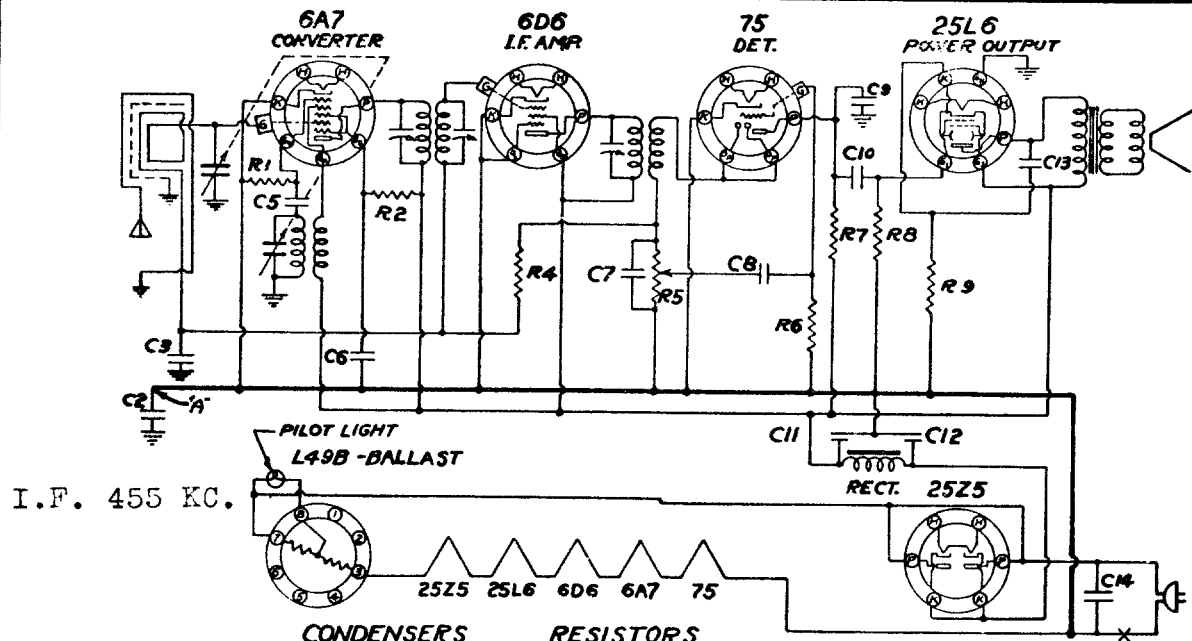 6A7
CONVERTER
6D6
I.F. AMP.
75
DET.
25L6
POWER OUTPUT
R1
C5
R2
R4
C7
R5
C8
R6
C9
C10
R7
R8
C13
R9
C3
C6
C2
"A"
C11
C12
PILOT LIGHT
L49B-BALLAST
RECT. 25Z5
I.F. 455 KC.
25Z5 25L6 6D6 6A7 75
C14
X
CONDENSERS RESISTORS